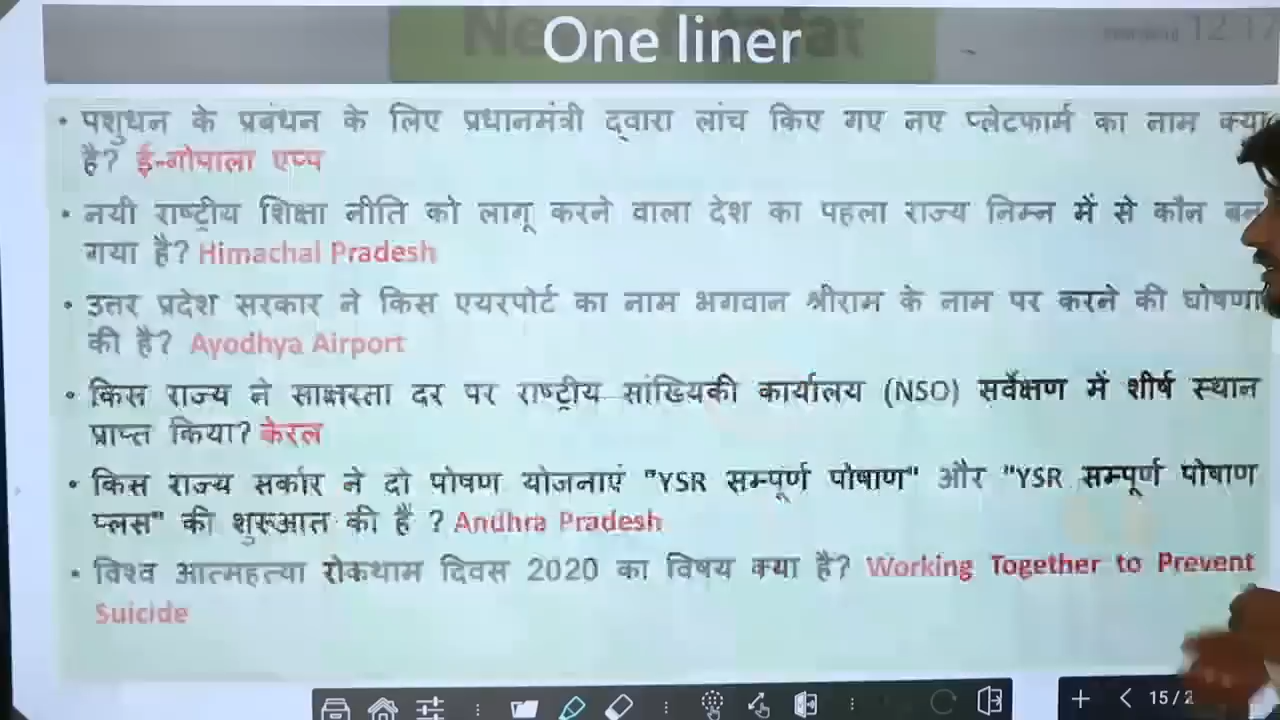 One liner
12:17
• पशुधन के प्रबंधन के लिए प्रधानमंत्री द्वारा लांच किए गए नए प्लेटफार्म का नाम क्या
है? ई-गोपाला एप्प
• नयी राष्ट्रीय शिक्षा नीति को लागू करने वाला देश का पहला राज्य निम्न में से कौन बन
गया है? Himachal Pradesh
• उत्तर प्रदेश सरकार ने किस एयरपोर्ट का नाम भगवान श्रीराम के नाम पर करने की घोषणा
की है? Ayodhya Airport
• किस राज्य ने साक्षरता दर पर राष्ट्रीय सांख्यिकी कार्यालय (NSO) सर्वेक्षण में शीर्ष स्थान
प्राप्त किया? केरल
• किस राज्य सर्कार ने दो पोषण योजनाएं "YSR सम्पूर्ण पोषाण" और "YSR सम्पूर्ण पोषाण
प्लस" की शुरूआत की हैं ? Andhra Pradesh
• विश्व आत्महत्या रोकथाम दिवस 2020 का विषय क्या है? Working Together to Prevent
Suicide
15/2